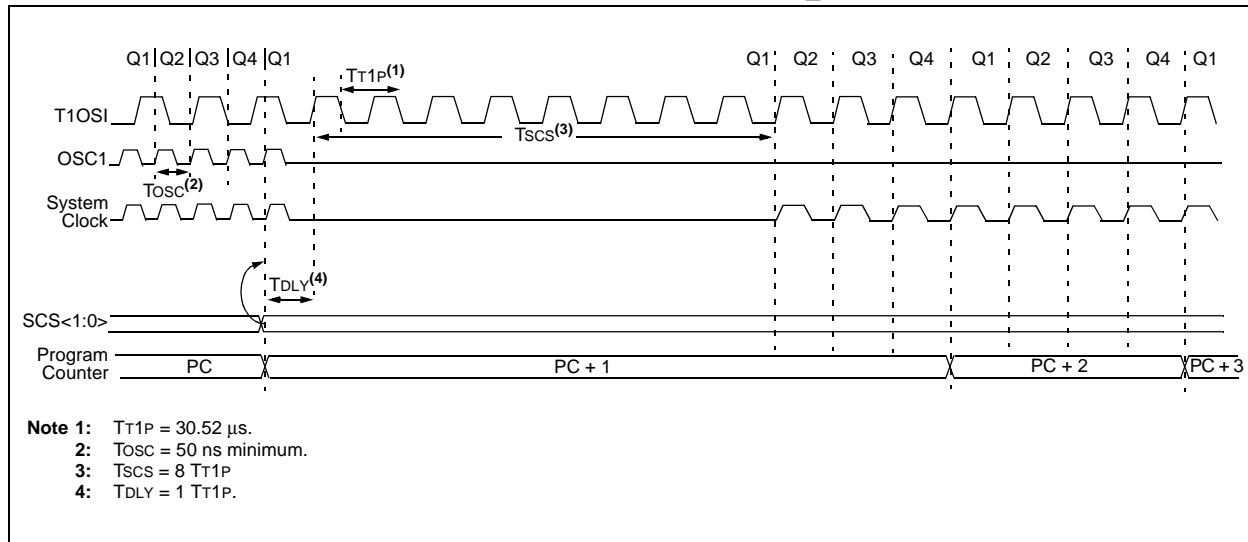 Q1 Q2 Q3 Q4 Q1 Q1 Q2 Q3 Q4 Q1 Q2 Q3 Q4 Q1
TT1P(1)
T1OSI
TSCS(3)
OSC1
TOSC(2)
System
Clock
TDLY(4)
SCS<1:0>
Program
Counter
PC PC + 1 PC + 2 PC + 3
Note 1: TT1P = 30.52 μs.
2: TOSC = 50 ns minimum.
3: TSCS = 8 TT1P
4: TDLY = 1 TT1P.